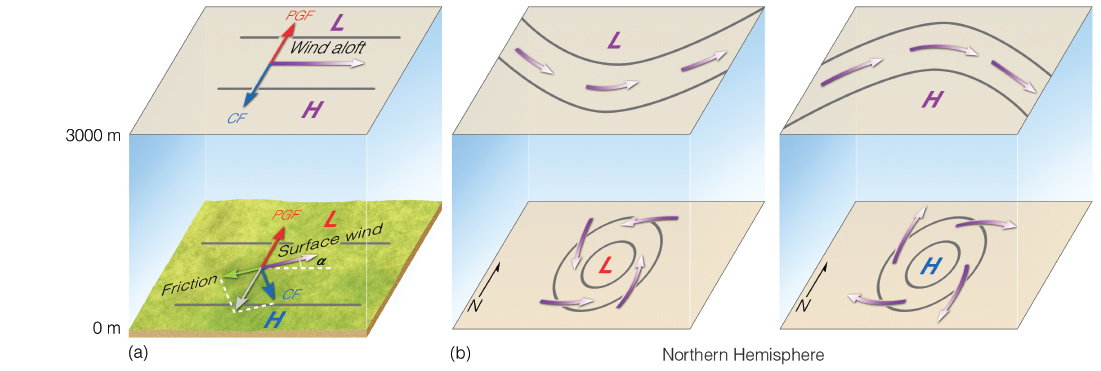 PGF
L
Wind aloft
H
CF
3000 m
PGF
L
Surface wind
α
Friction
CF
H
0 m
(a)
L
L
N
(b)
H
H
N
Northern Hemisphere